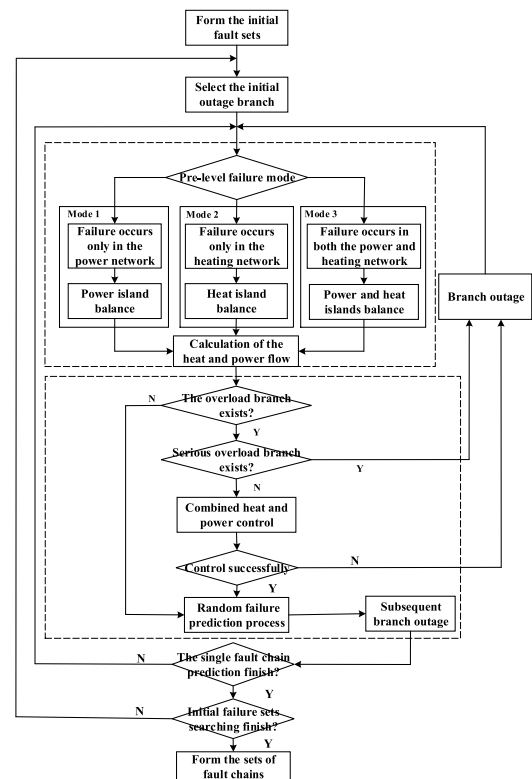 Form the initial
fault sets
Select the initial
outage branch
Pre-level failure mode
Mode 1
Failure occurs
only in the
power network
Power island
balance
Mode 2
Failure occurs
only in the
heating network
Heat island
balance
Mode 3
Failure occurs in
both the power and
heating network
Power and heat
islands balance
Branch outage
Calculation of the
heat and power flow
N
The overload branch
exists?
Y
Serious overload branch
exists?
Y
N
Combined heat and
power control
Control successfully
N
Y
Random failure
prediction process
Subsequent
branch outage
N
The single fault chain
prediction finish?
Y
N
Initial failure sets
searching finish?
Y
Form the sets of
fault chains